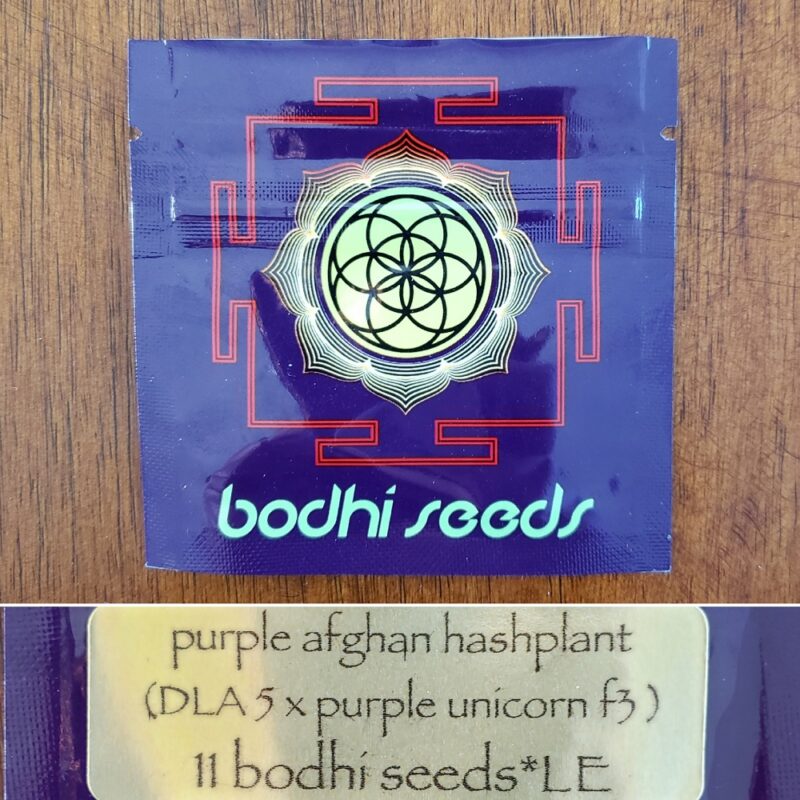 bodhi seeds
purple afghan hashplant
(DLA 5 x purple unicorn f3 )
11 bodhi seeds*LE